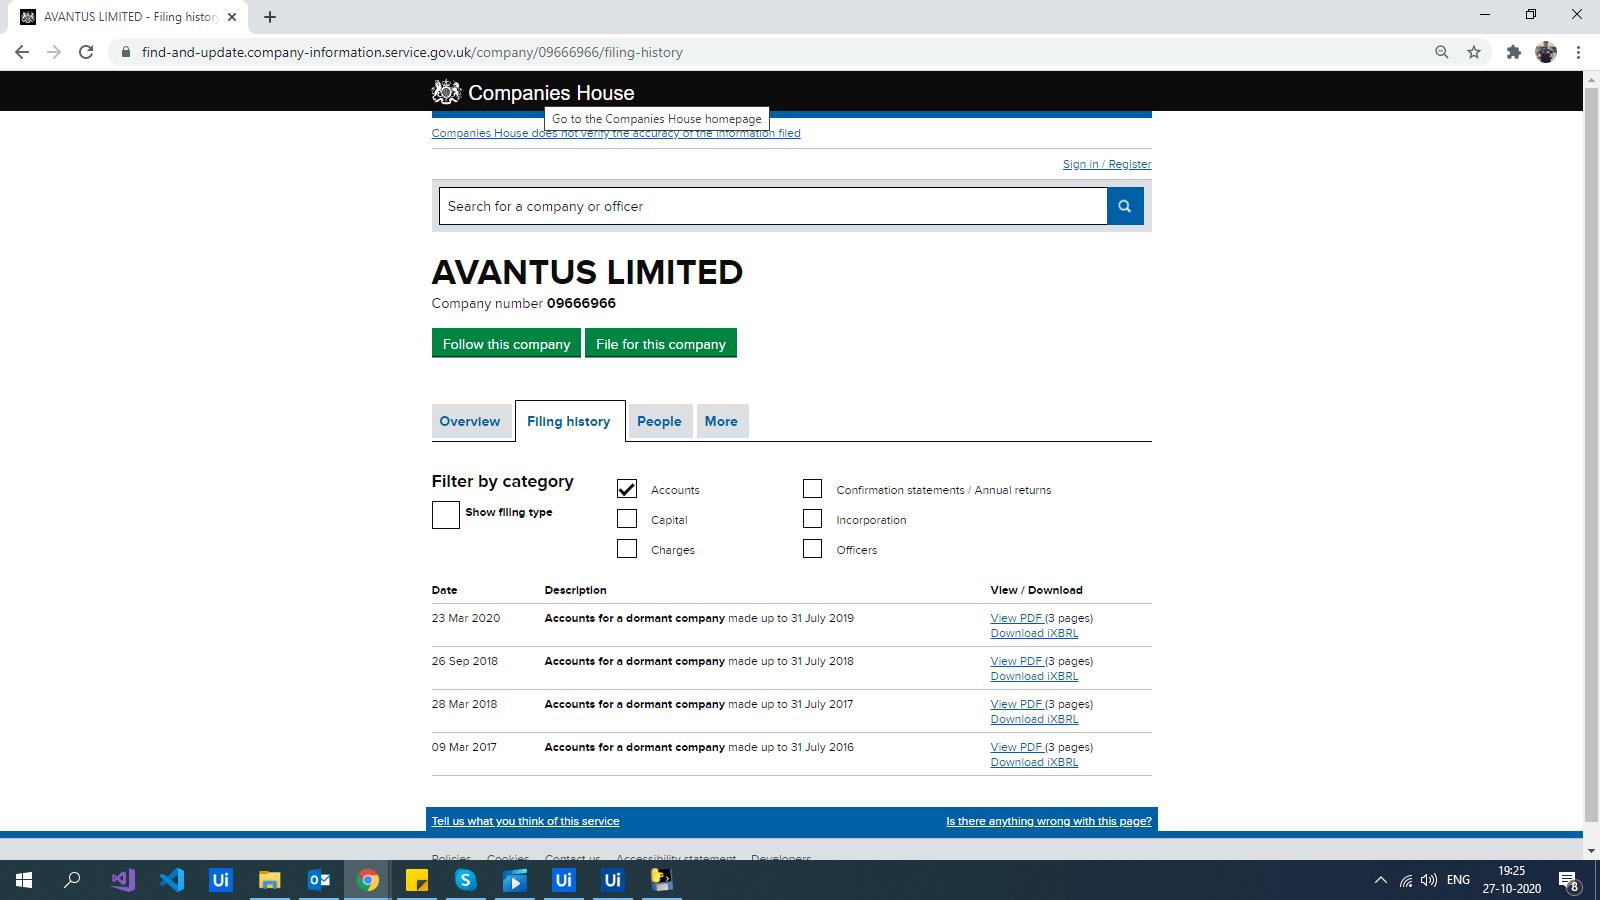 AVANTUS LIMITED - Filing histor
find-and-update.company-information.service.gov.uk/company/09666966/filing-history
Companies House
Go to the Companies House homepage
Companies House does not verify the accuracy of the information filed
Sign in / Register
Search for a company or officer
AVANTUS LIMITED
Company number 09666966
Follow this company File for this company
Overview Filing history People More
Filter by category
Show filing type
Accounts
Confirmation statements / Annual returns
Capital
Incorporation
Charges
Officers
Date Description View / Download
23 Mar 2020 Accounts for a dormant company made up to 31 July 2019 View PDF (3 pages)
Download iXBRL
26 Sep 2018 Accounts for a dormant company made up to 31 July 2018 View PDF (3 pages)
Download iXBRL
28 Mar 2018 Accounts for a dormant company made up to 31 July 2017 View PDF (3 pages)
Download iXBRL
09 Mar 2017 Accounts for a dormant company made up to 31 July 2016 View PDF (3 pages)
Download iXBRL
Tell us what you think of this service Is there anything wrong with this page?
Policies Cookies Contact us Accessibility statement Developers
Ui Ui Ui
ENG
19:25
27-10-2020
8